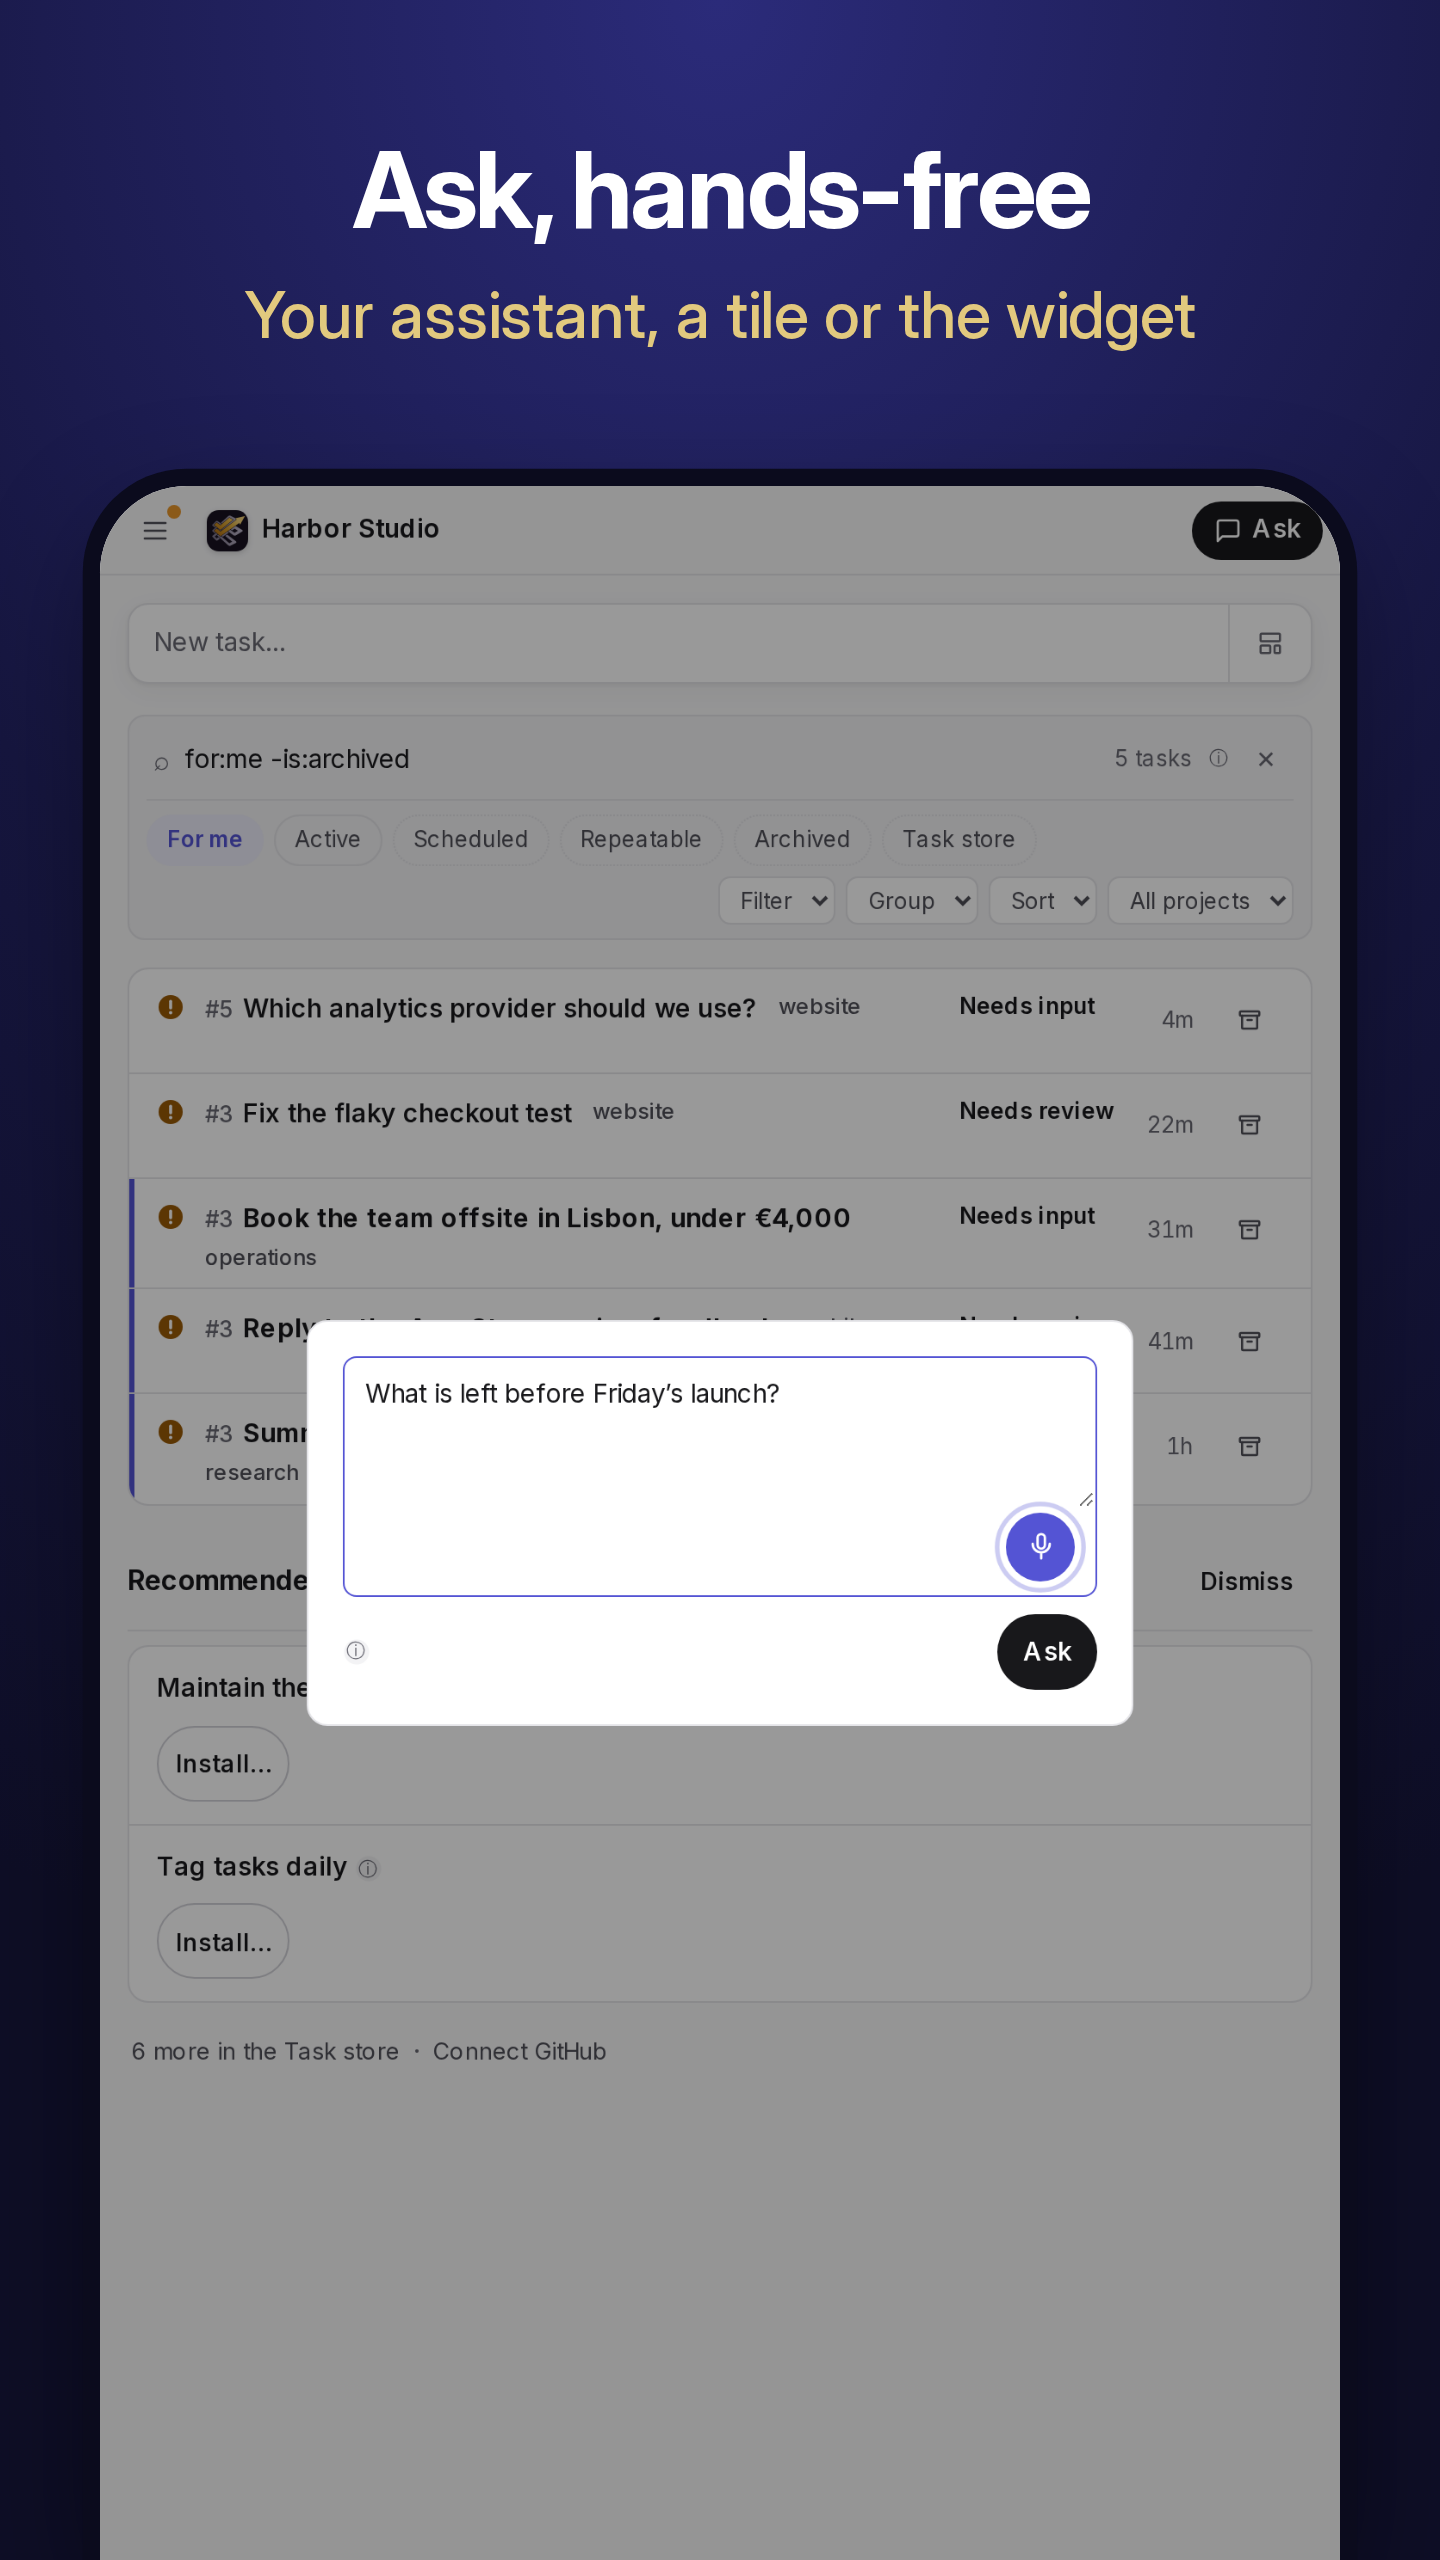 Ask, hands-free
Your assistant, a tile or the widget
Harbor Studio
Ask
New task...
for:me -is:archived
5 tasks
For me
Active
Scheduled
Repeatable
Archived
Task store
Filter
Group
Sort
All projects
#5 Which analytics provider should we use? website Needs input 4m
#3 Fix the flaky checkout test website Needs review 22m
#3 Book the team offsite in Lisbon, under €4,000 Needs input 31m
operations
#3 Reply 41m
What is left before Friday’s launch?
#3 1h
research
Dismiss
Ask
Maintain the
Install...
Tag tasks daily
Install...
6 more in the Task store · Connect GitHub